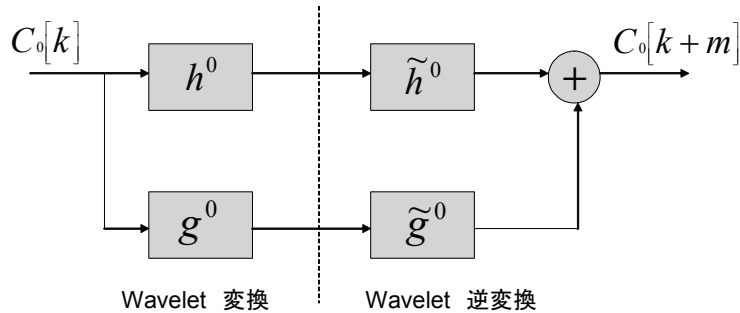 C₀[k]
C₀[k + m]
h⁰
h̃⁰
+
g⁰
g̃⁰
Wavelet 変換
Wavelet 逆変換